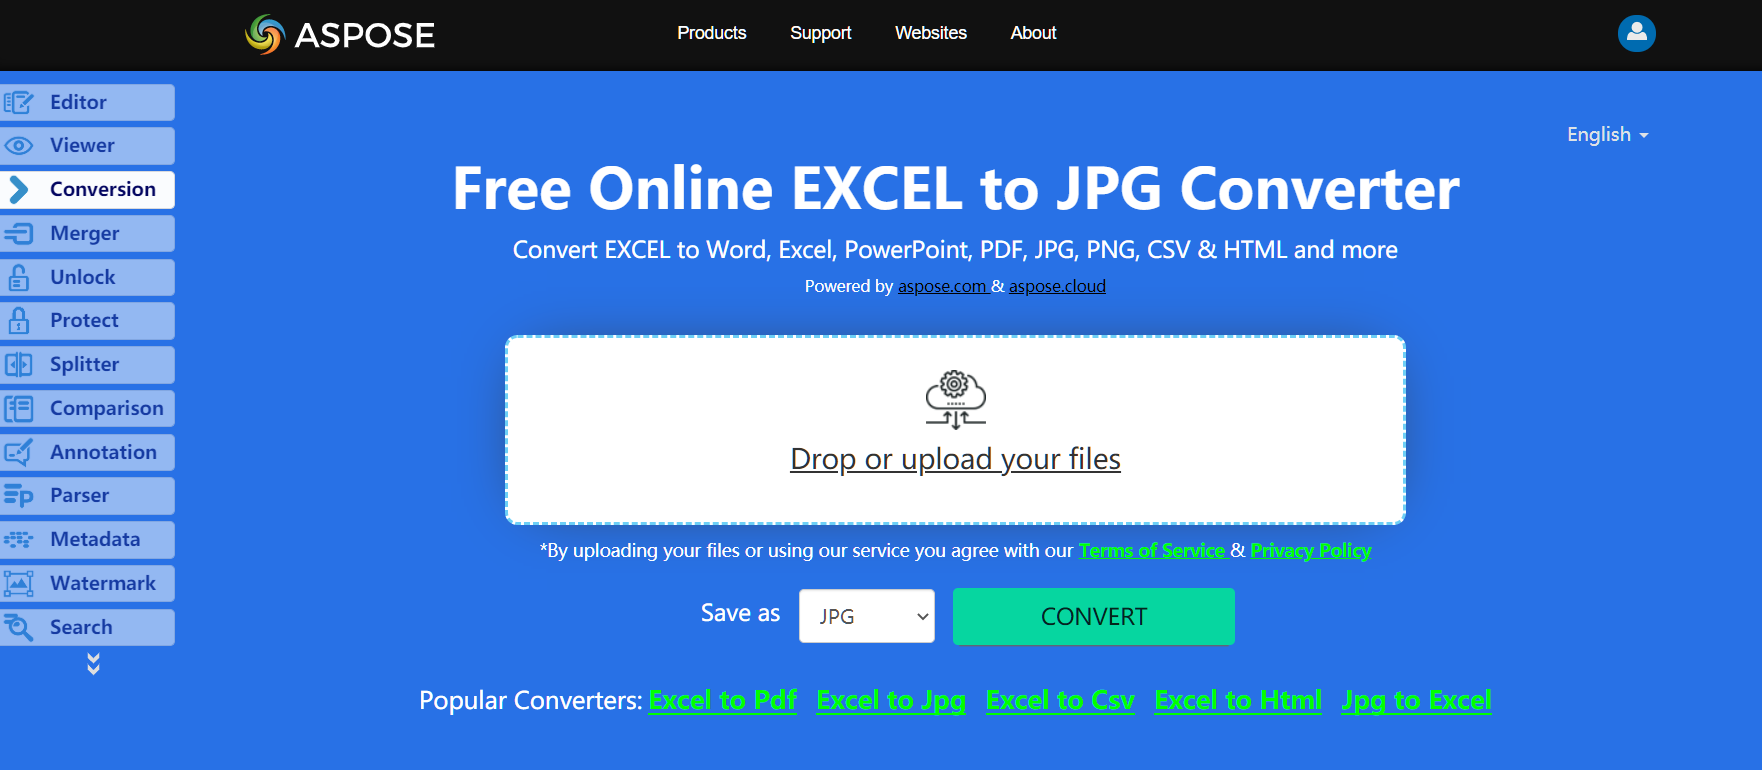 ASPOSE
Products Support Websites About
Editor
Viewer
Conversion
Merger
Unlock
Protect
Splitter
Comparison
Annotation
Parser
Metadata
Watermark
Search
English
Free Online EXCEL to JPG Converter
Convert EXCEL to Word, Excel, PowerPoint, PDF, JPG, PNG, CSV & HTML and more
Powered by aspose.com & aspose.cloud
Drop or upload your files
*By uploading your files or using our service you agree with our Terms of Service & Privacy Policy
Save as JPG CONVERT
Popular Converters: Excel to Pdf Excel to Jpg Excel to Csv Excel to Html Jpg to Excel